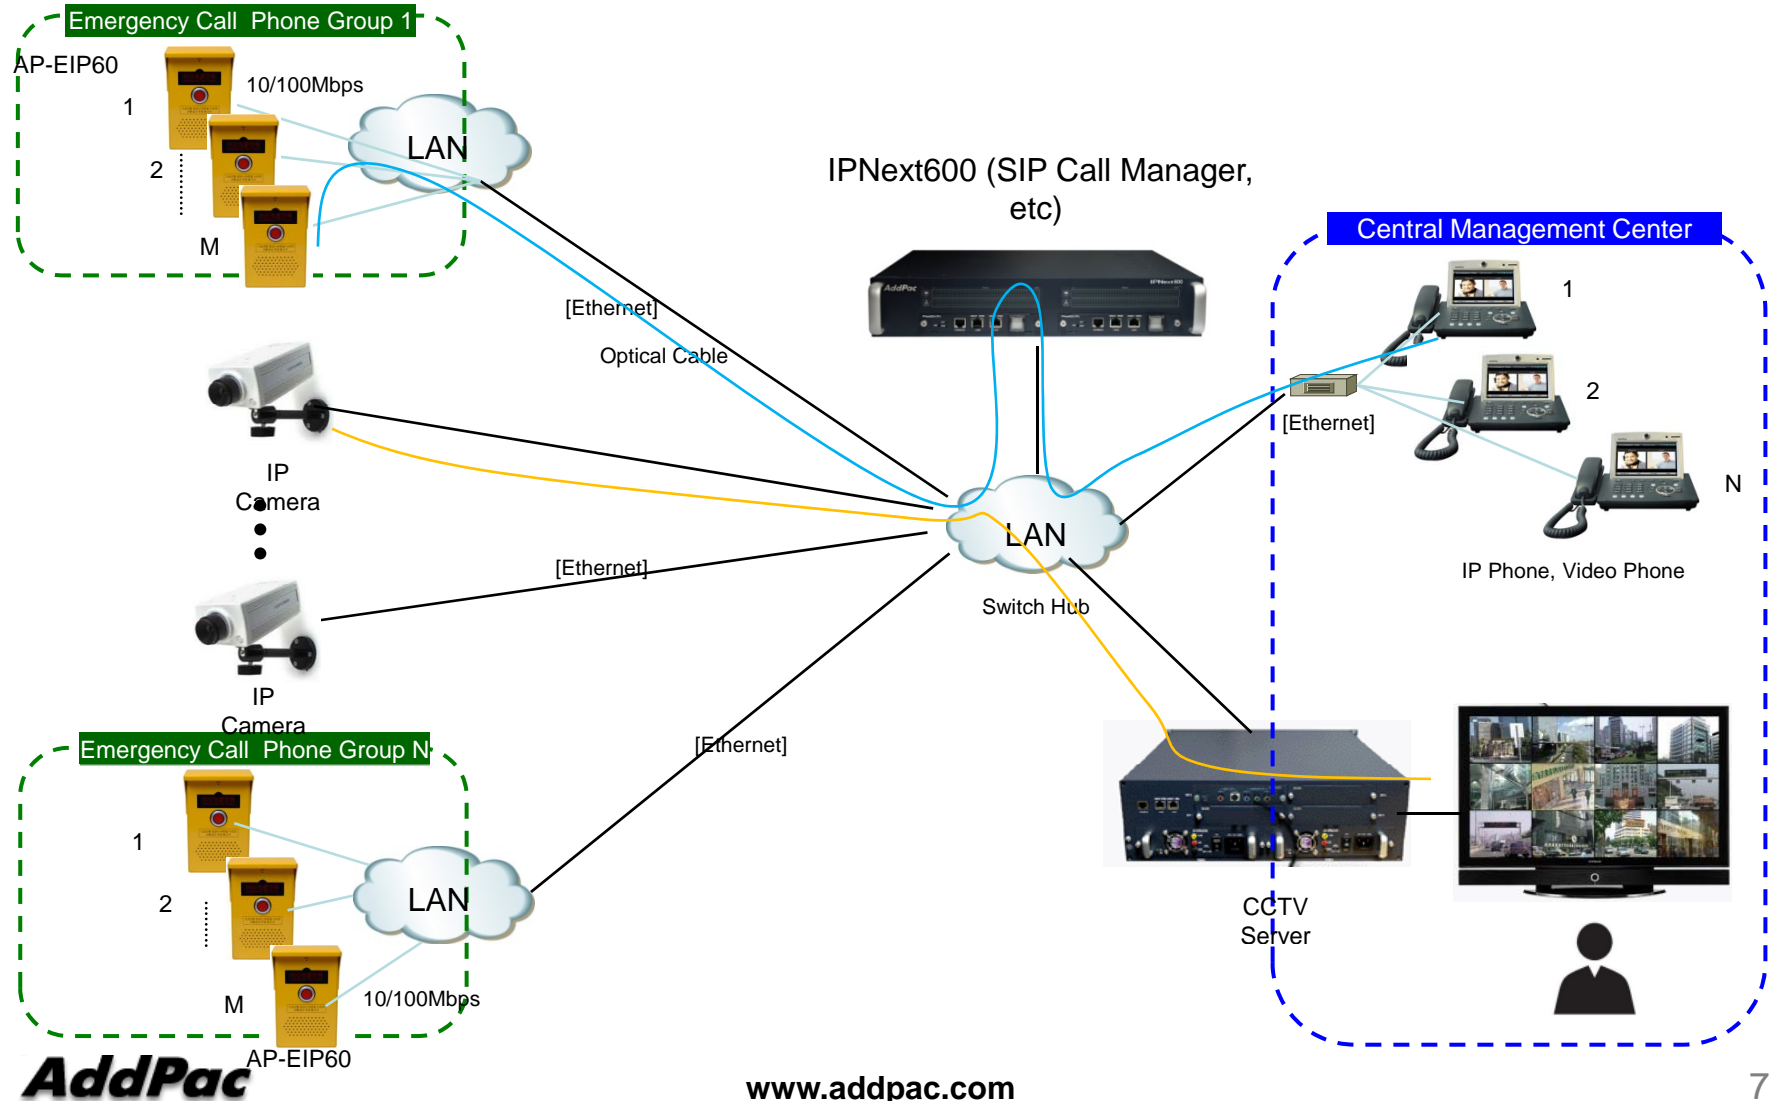 Emergency Call  Phone Group 1
AP-EIP60
10/100Mbps
1
2
M
LAN
IPNext600 (SIP Call Manager,
etc)
AddPac
IPNext600
Central Management Center
1
2
N
[Ethernet]
IP Phone, Video Phone
[Ethernet]
Optical Cable
IP
Camera
[Ethernet]
LAN
Switch Hub
IP
Camera
Emergency Call  Phone Group N
[Ethernet]
1
2
M
LAN
10/100Mbps
AP-EIP60
CCTV
Server
AddPac
www.addpac.com
7